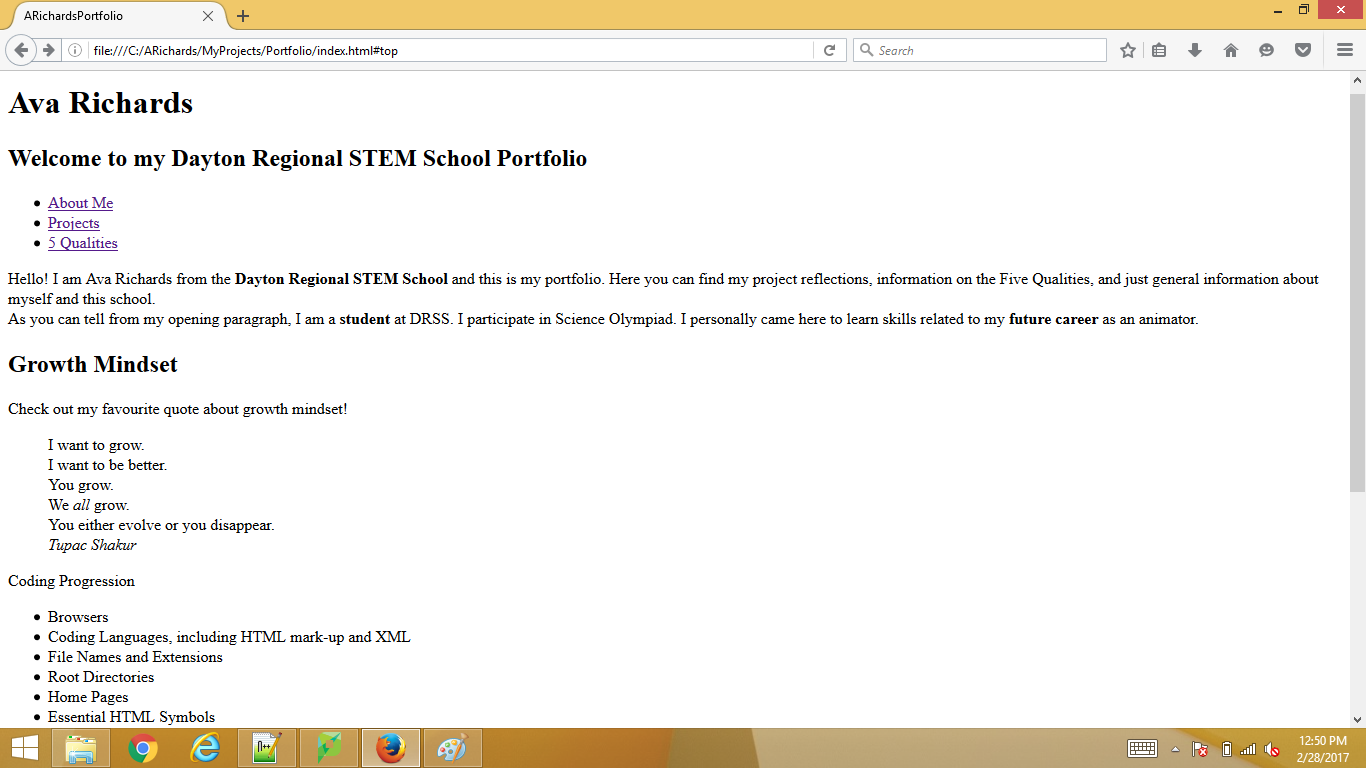 ARichardsPortfolio
file:///C:/ARichards/MyProjects/Portfolio/index.html#top
Search
Ava Richards
Welcome to my Dayton Regional STEM School Portfolio
About Me
Projects
5 Qualities
Hello! I am Ava Richards from the Dayton Regional STEM School and this is my portfolio. Here you can find my project reflections, information on the Five Qualities, and just general information about
myself and this school.
As you can tell from my opening paragraph, I am a student at DRSS. I participate in Science Olympiad. I personally came here to learn skills related to my future career as an animator.
Growth Mindset
Check out my favourite quote about growth mindset!
I want to grow.
I want to be better.
You grow.
We all grow.
You either evolve or you disappear.
Tupac Shakur
Coding Progression
Browsers
Coding Languages, including HTML mark-up and XML
File Names and Extensions
Root Directories
Home Pages
Essential HTML Symbols
12:50 PM
2/28/2017